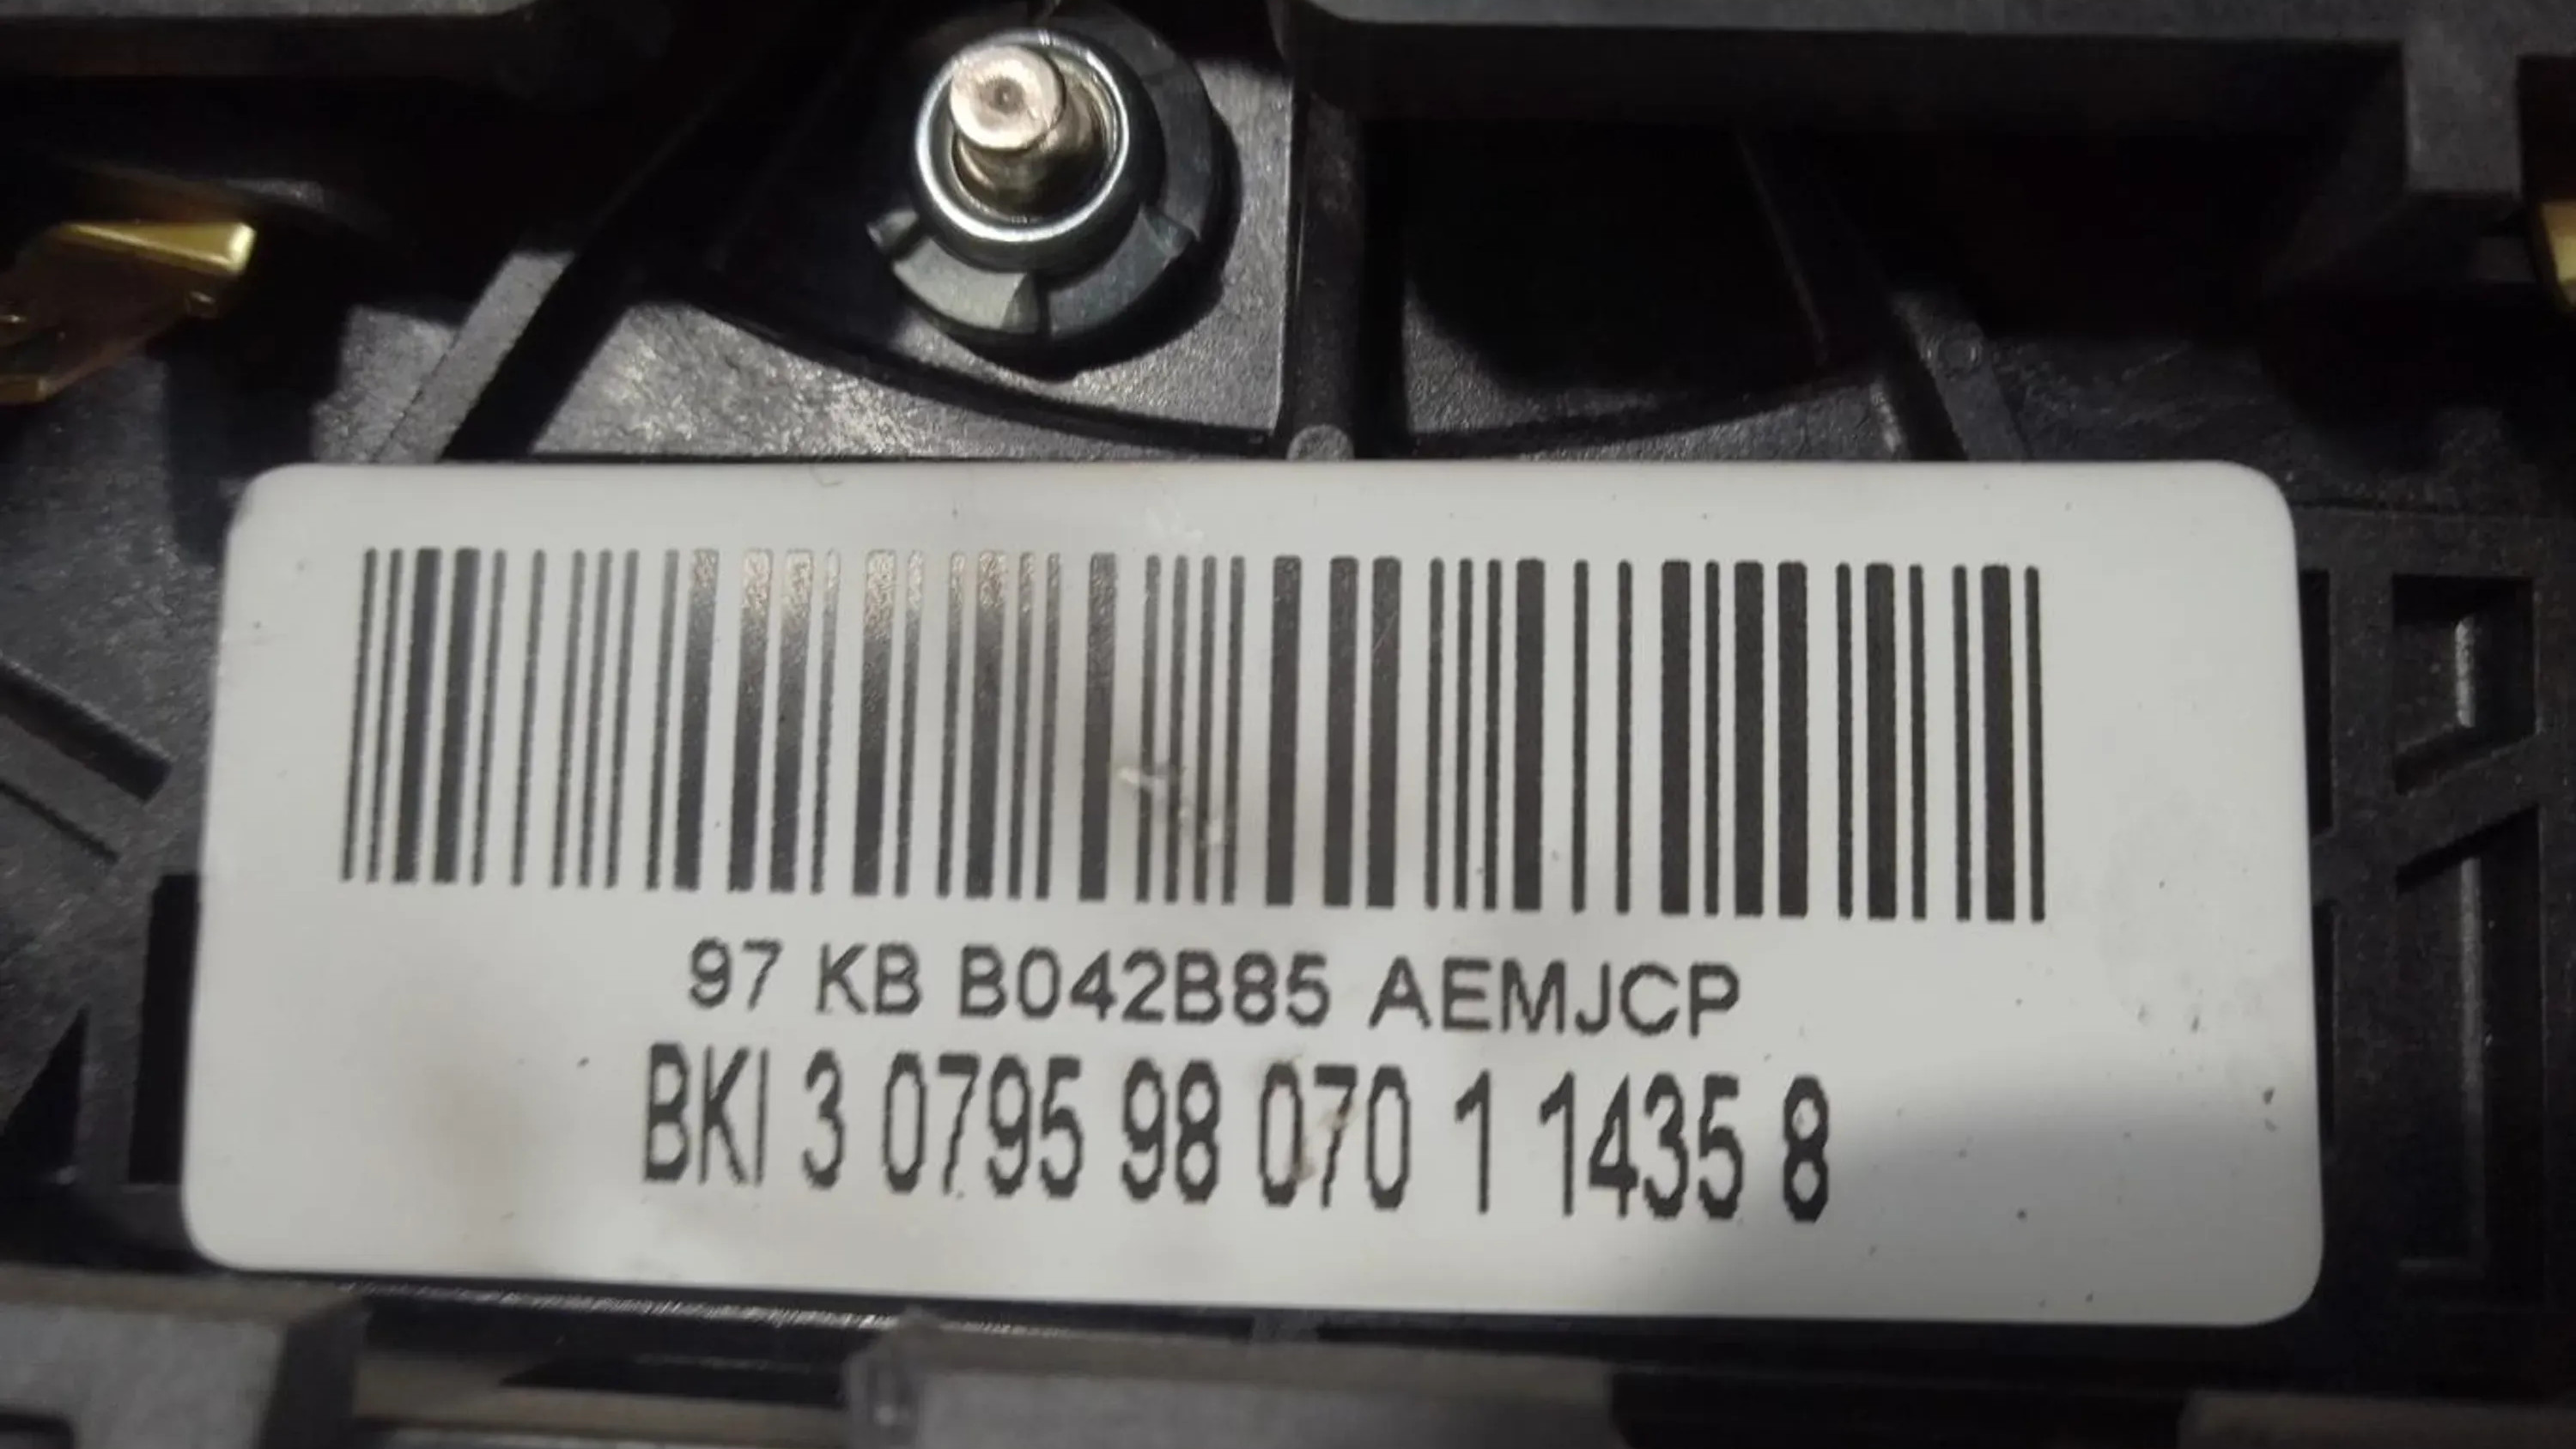 97 KB B042B85 AEMJCP
BKI 3 0795 98 070 1 1435 8